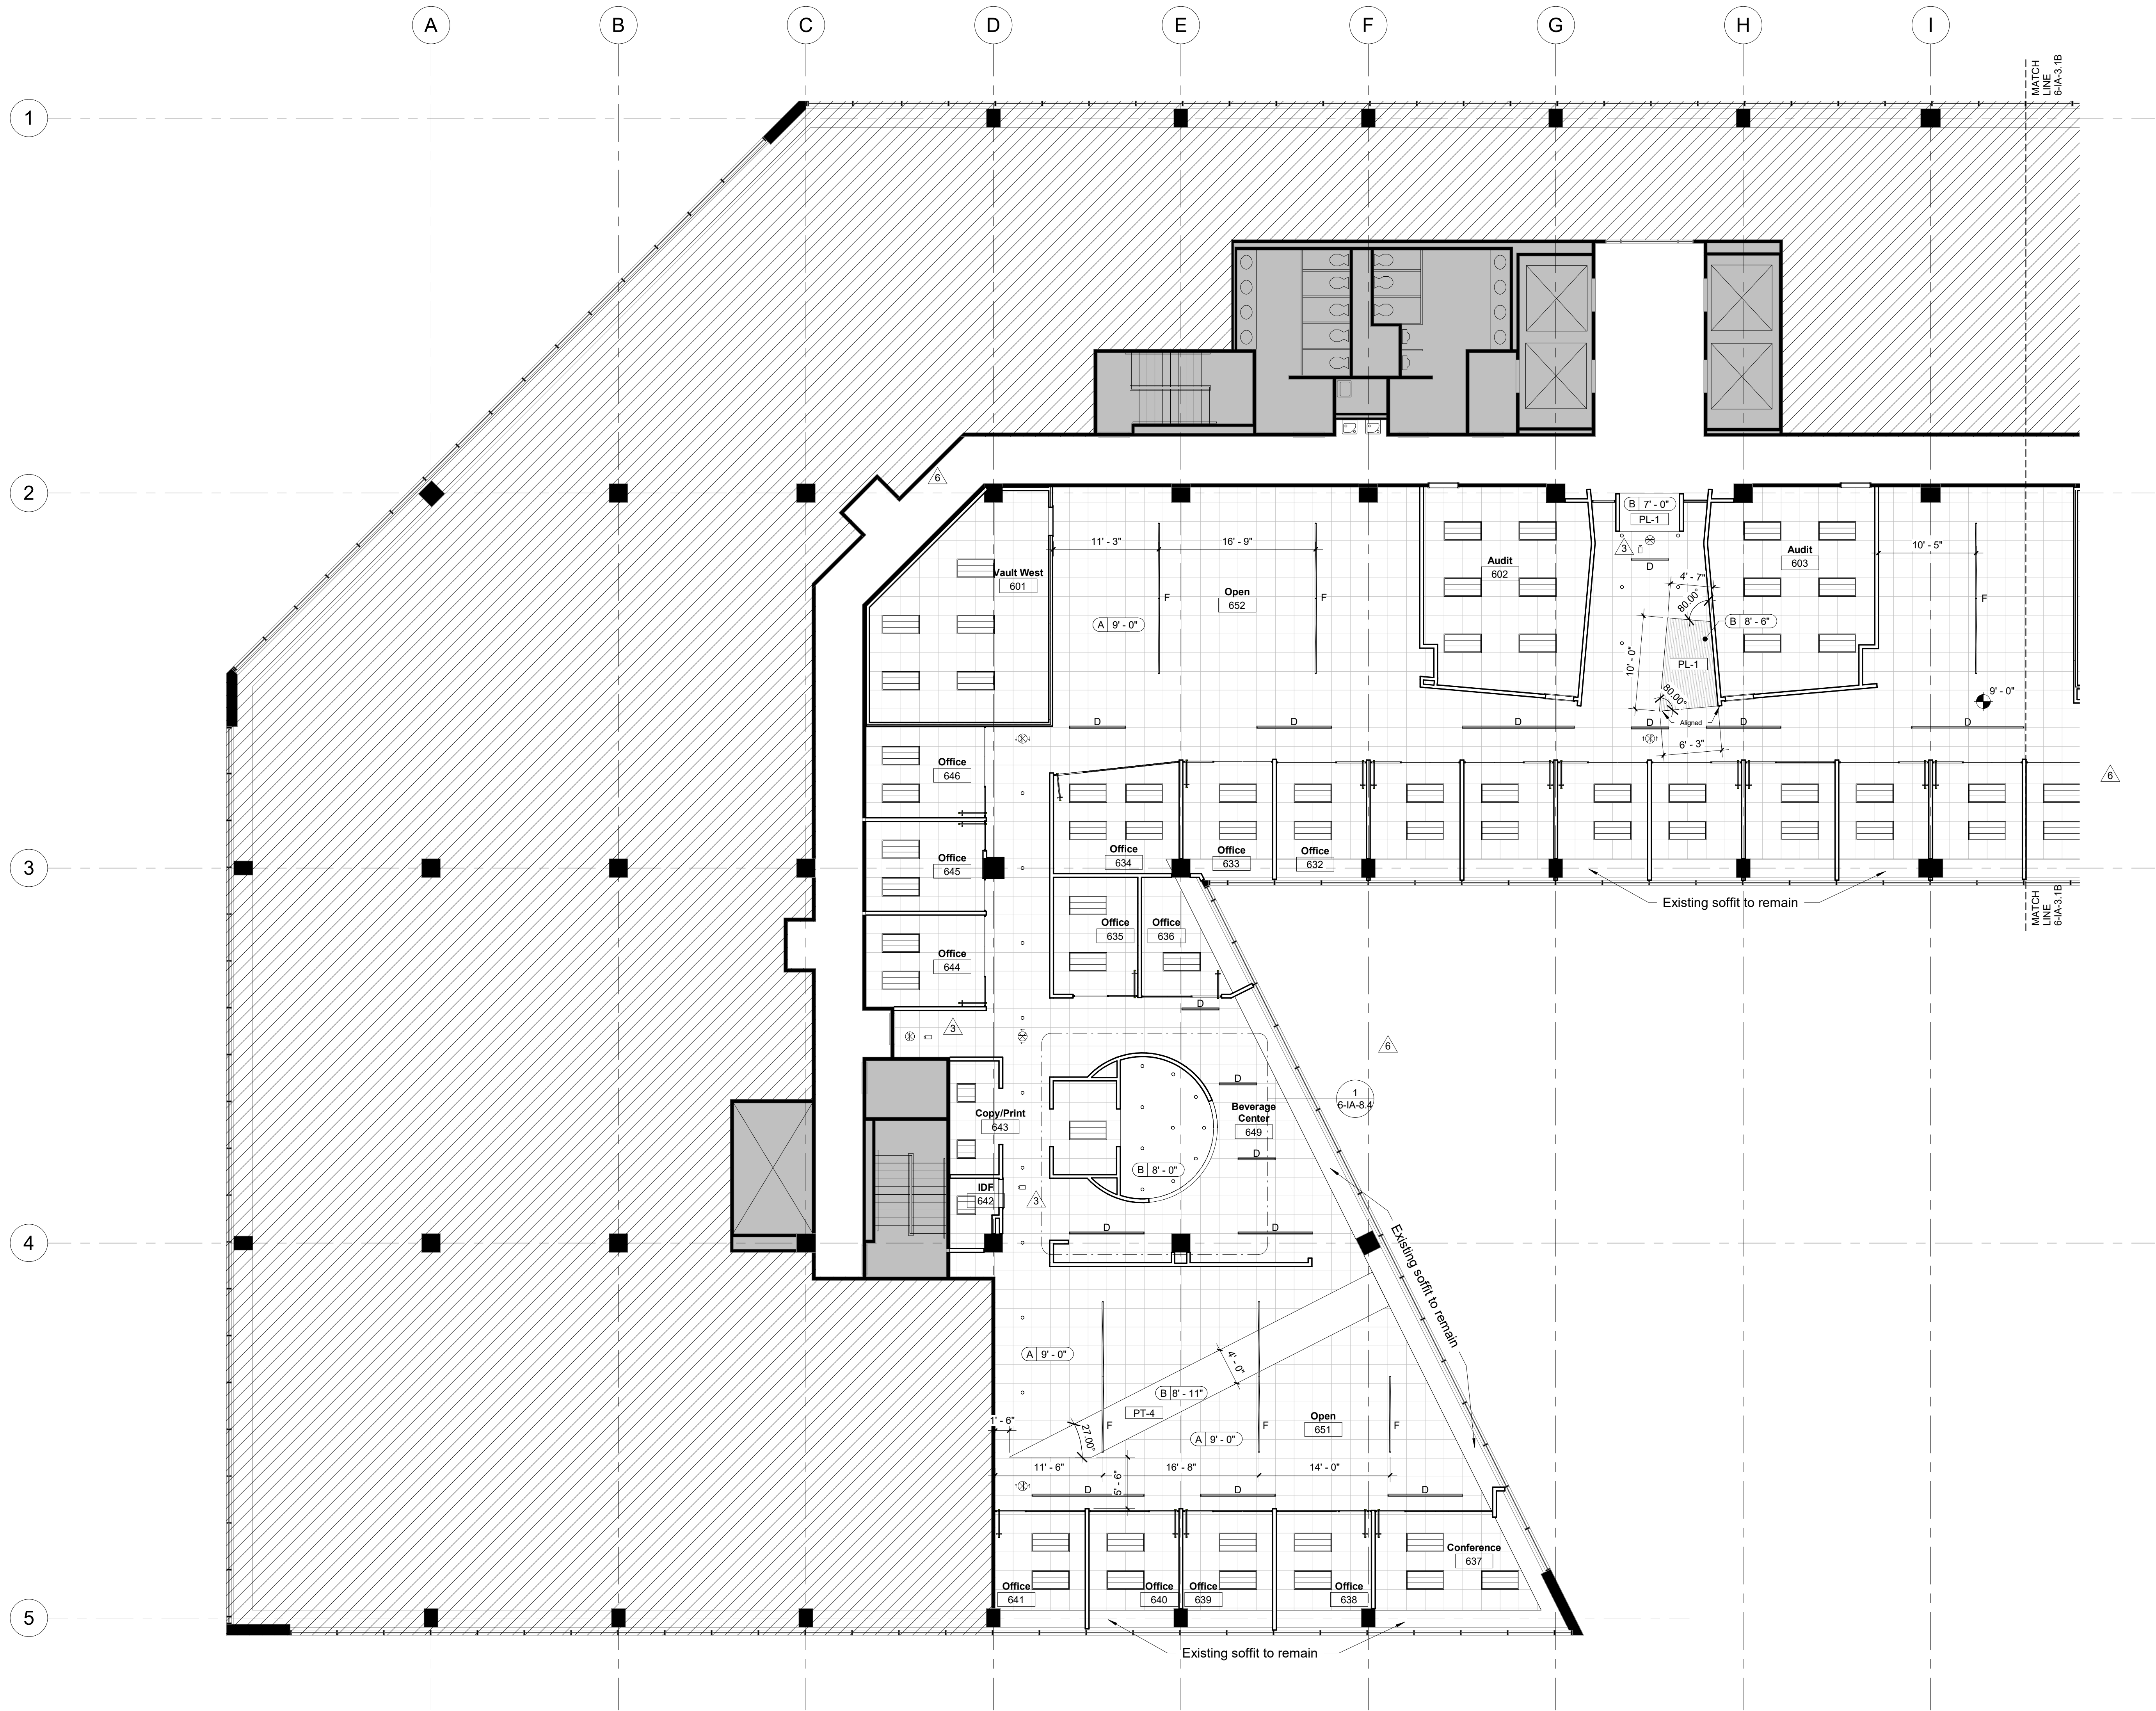 A
B
C
D
E
F
G
H
I
MATCH
LINE
6-IA-3.1B
1
2
6
B 7' - 0"
PL-1
3
D
11' - 3"
16' - 9"
Vault West
601
F
Open
652
F
A 9' - 0"
Audit
602
Audit
603
10' - 5"
F
4' - 7"
80.00°
B 8' - 6"
10' - 0"
PL-1
80.00°
Aligned
6' - 3"
9' - 0"
D
D
D
D
D
D
6
Office
646
Office
645
Office
644
Office
634
Office
633
Office
632
3
Existing soffit to remain
MATCH
LINE
6-IA-3.1B
Office
635
Office
636
D
3
6
D
Copy/Print
643
Beverage
Center
649
1
6-IA-8.4
D
B 8' - 0"
IDF
642
3
D
D
4
Existing soffit to remain
A 9' - 0"
4' - 0"
B 8' - 11"
PT-4
1' - 6"
F
27.00°
A 9' - 0"
F
Open
651
F
11' - 6"
16' - 8"
14' - 0"
5' - 6"
D
D
D
Conference
637
Office
641
Office
640
Office
639
Office
638
5
Existing soffit to remain